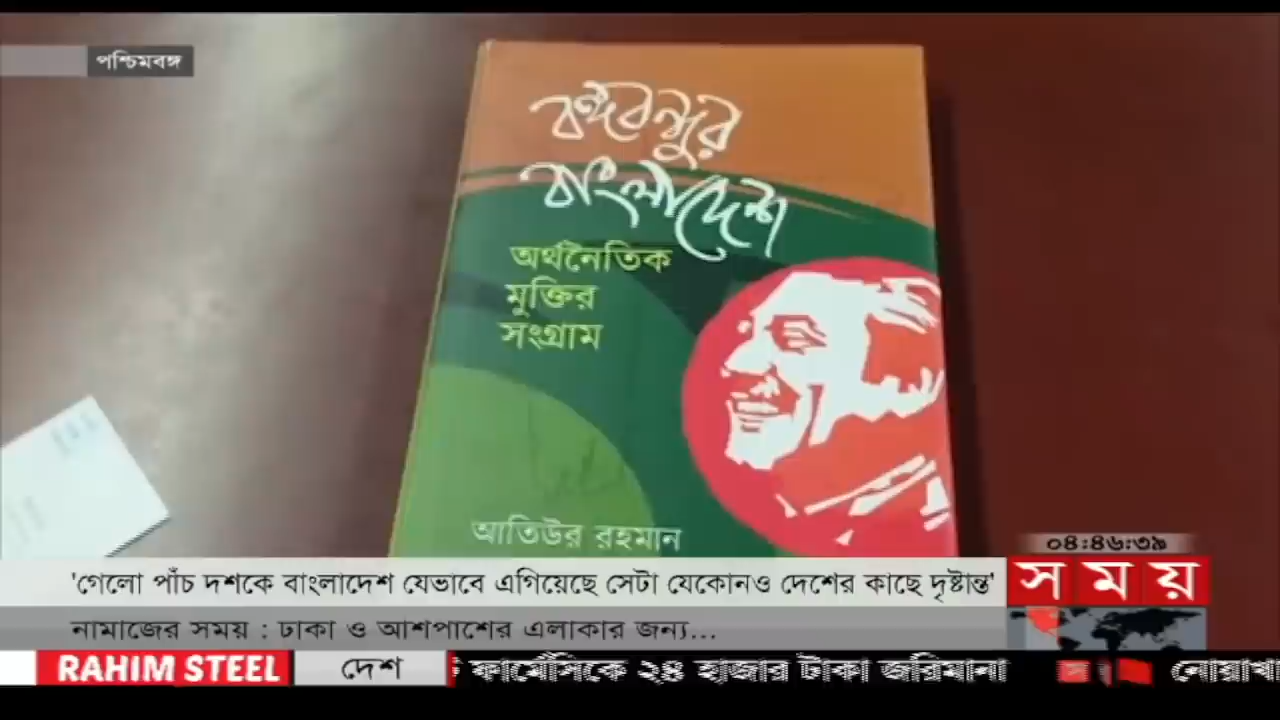 পশ্চিমবঙ্গ
বঙ্গবন্ধুর
বাংলাদেশ
অর্থনৈতিক
মুক্তির
সংগ্রাম
আতিউর রহমান
০৪:৪৬:৩৯
'গেলো পাঁচ দশকে বাংলাদেশ যেভাবে এগিয়েছে সেটা যেকোনও দেশের কাছে দৃষ্টান্ত'
সময়
নামাজের সময় : ঢাকা ও আশপাশের এলাকার জন্য...
RAHIM STEEL দেশ ফার্মেসিকে ২৪ হাজার টাকা জরিমানা